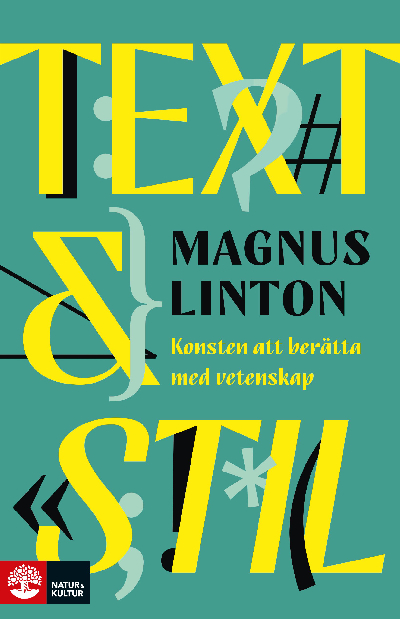 TEXT
&
MAGNUS
LINTON
Konsten att berätta
med vetenskap
STIL
NATUR &
KULTUR